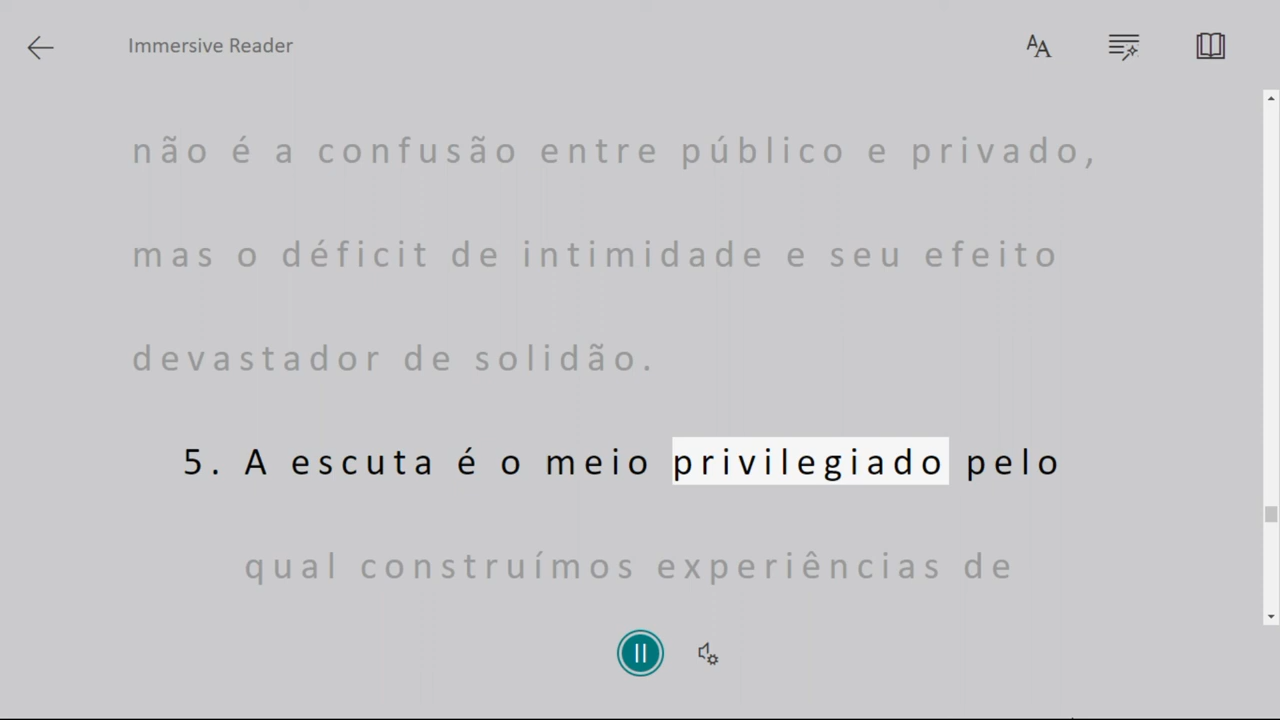 Immersive Reader
não é a confusão entre público e privado,
mas o déficit de intimidade e seu efeito
devastador de solidão.
5. A escuta é o meio privilegiado pelo
qual construímos experiências de